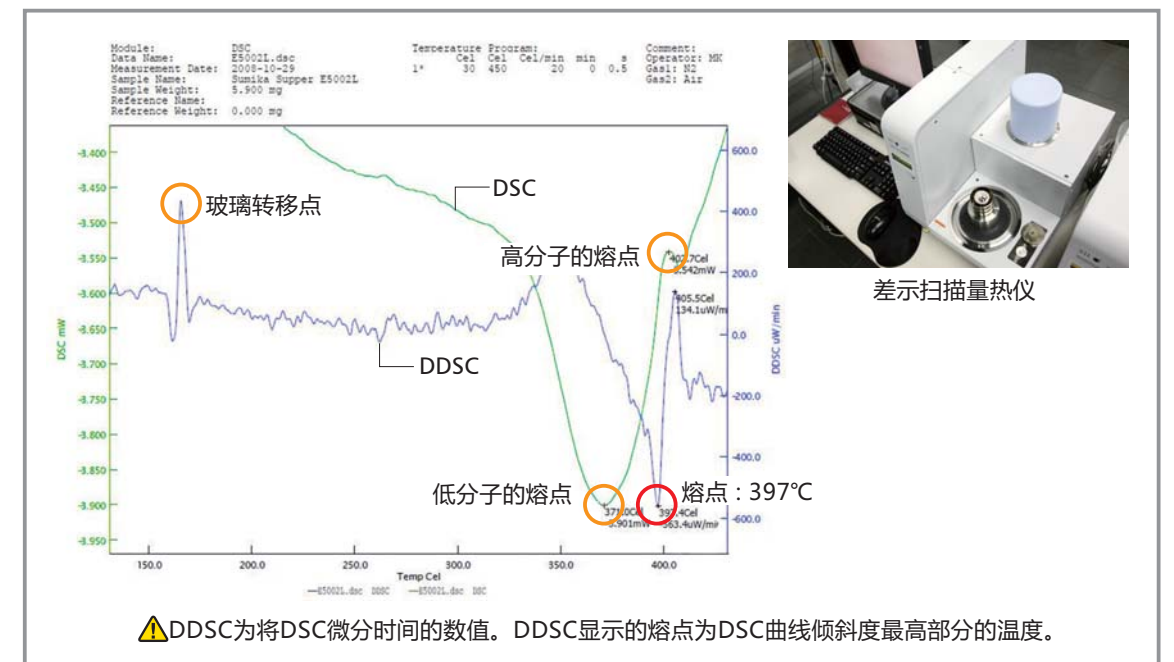 Module: DSC
Data Name: E5002L.dsc
Measurement Date: 2008-10-29
Sample Name: Sumika Supper E5002L
Sample Weight: 5.900 mg
Reference Name:
Reference Weight: 0.000 mg
Temperature Program:
Cel Cel Cel/min min s
1* 30 450 20 0 0.5
Comment:
Operator: MK
Gas1: N2
Gas2: Air
差示扫描量热仪
DSC mW
-3.400
-3.450
-3.500
-3.550
-3.600
-3.650
-3.700
-3.750
-3.800
-3.850
-3.900
-3.950
玻璃转移点
DSC
高分子的熔点
DDSC
低分子的熔点
熔点：397℃
405.5Cel
134.1uW/m
600.0
400.0
200.0
0.0
-200.0
-400.0
-600.0
DDSC uW/min
150.0 200.0 250.0 300.0 350.0 400.0
Temp Cel
E5002L.dsc DDSC E5002L.dsc DSC
DDSC为将DSC微分时间的数值。DDSC显示的熔点为DSC曲线倾斜度最高部分的温度。